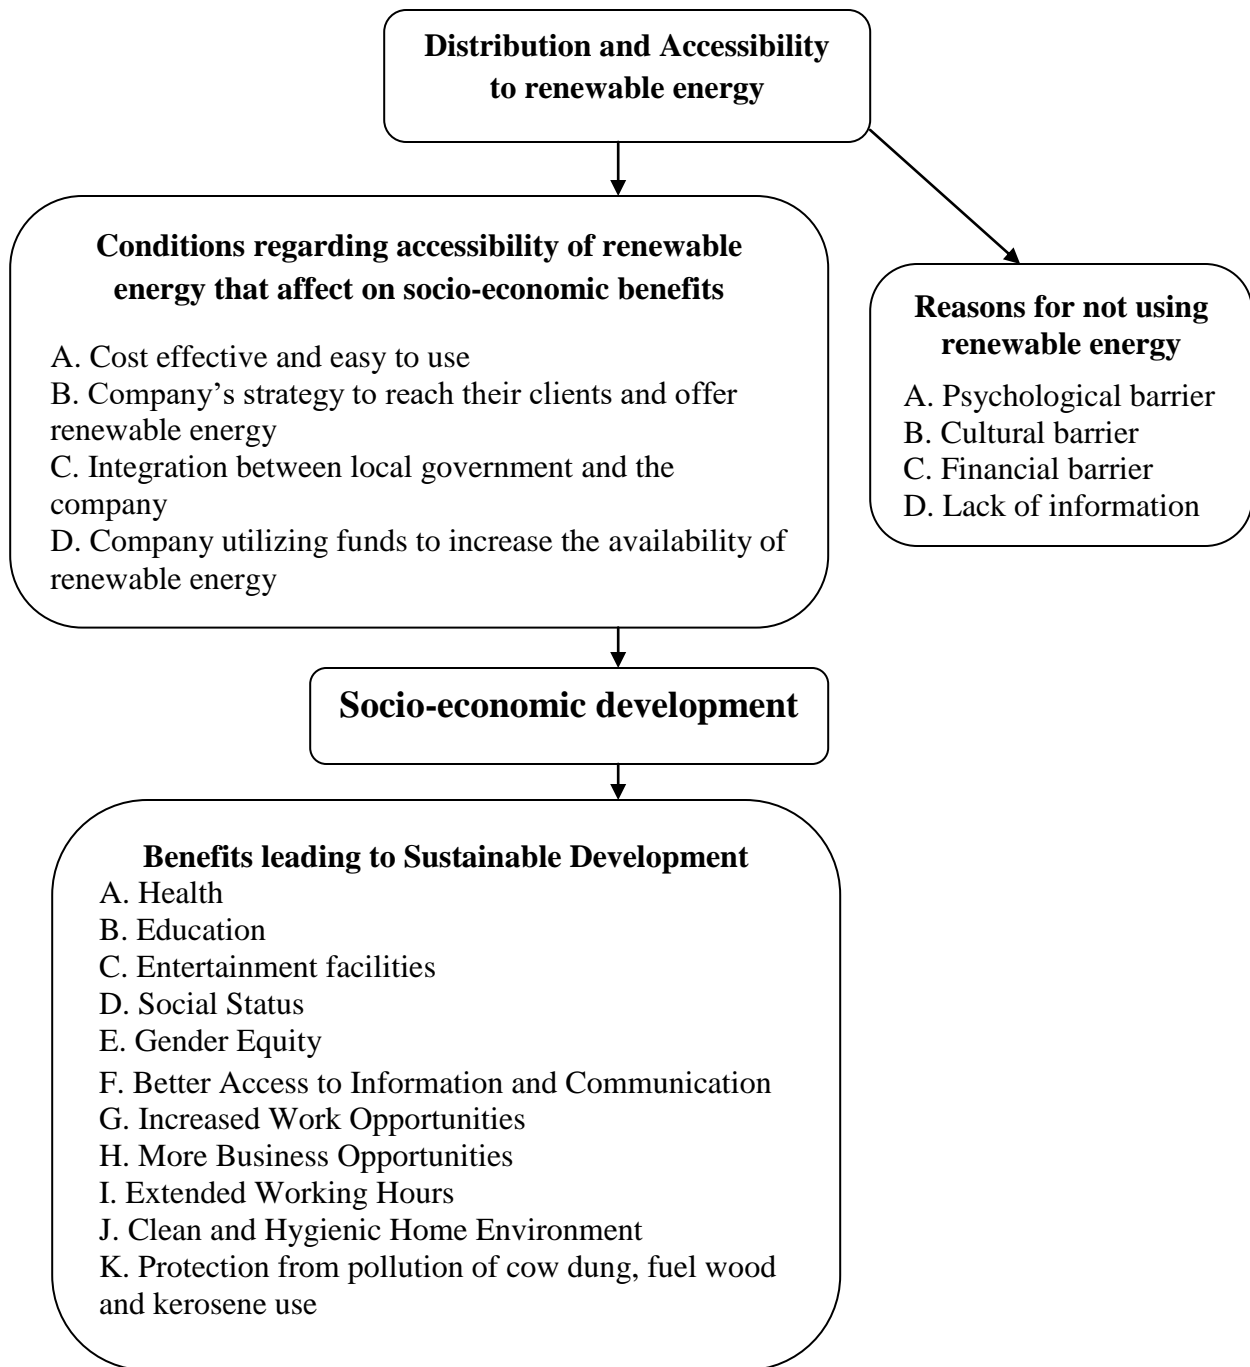 Distribution and Accessibility
to renewable energy
Conditions regarding accessibility of renewable
energy that affect on socio-economic benefits
A. Cost effective and easy to use
B. Company’s strategy to reach their clients and offer
renewable energy
C. Integration between local government and the
company
D. Company utilizing funds to increase the availability of
renewable energy
Reasons for not using
renewable energy
A. Psychological barrier
B. Cultural barrier
C. Financial barrier
D. Lack of information
Socio-economic development
Benefits leading to Sustainable Development
A. Health
B. Education
C. Entertainment facilities
D. Social Status
E. Gender Equity
F. Better Access to Information and Communication
G. Increased Work Opportunities
H. More Business Opportunities
I. Extended Working Hours
J. Clean and Hygienic Home Environment
K. Protection from pollution of cow dung, fuel wood
and kerosene use